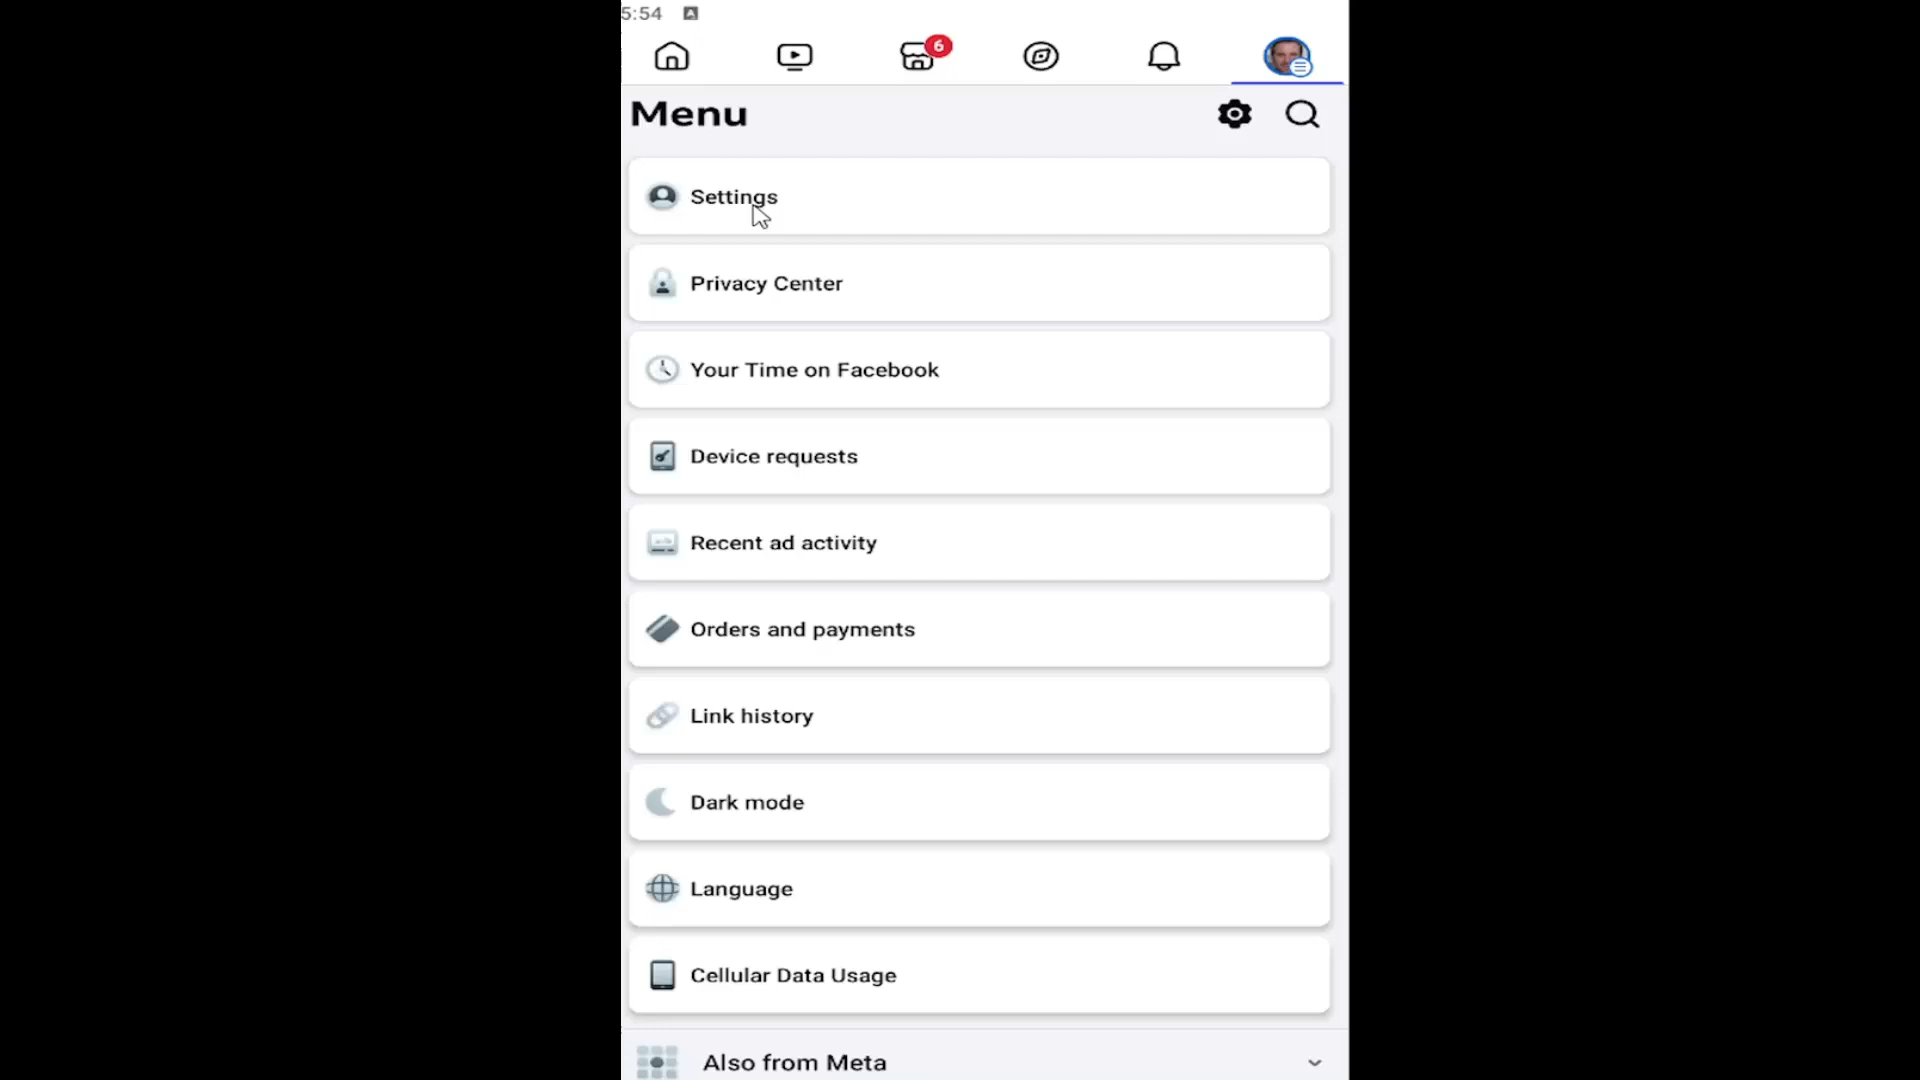 5:54
6
Menu
Settings
Privacy Center
Your Time on Facebook
Device requests
Recent ad activity
Orders and payments
Link history
Dark mode
Language
Cellular Data Usage
Also from Meta